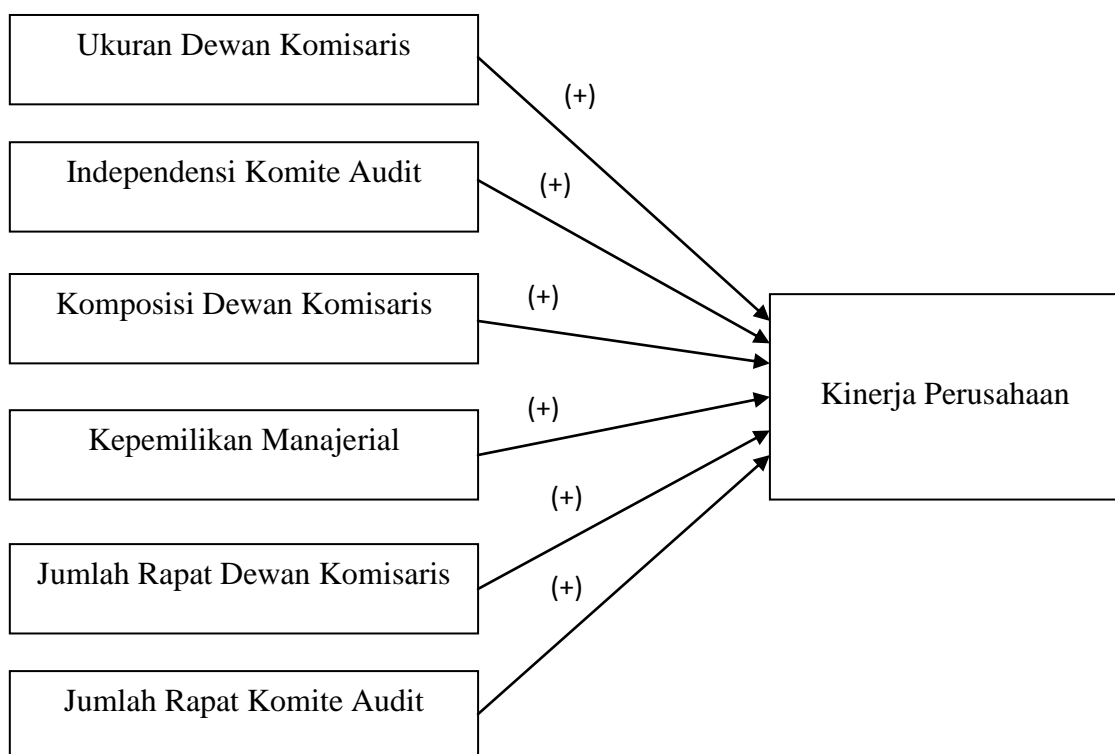 Ukuran Dewan Komisaris
(+)
Independensi Komite Audit
(+)
Komposisi Dewan Komisaris
(+)
Kinerja Perusahaan
Kepemilikan Manajerial
(+)
Jumlah Rapat Dewan Komisaris
(+)
Jumlah Rapat Komite Audit
(+)